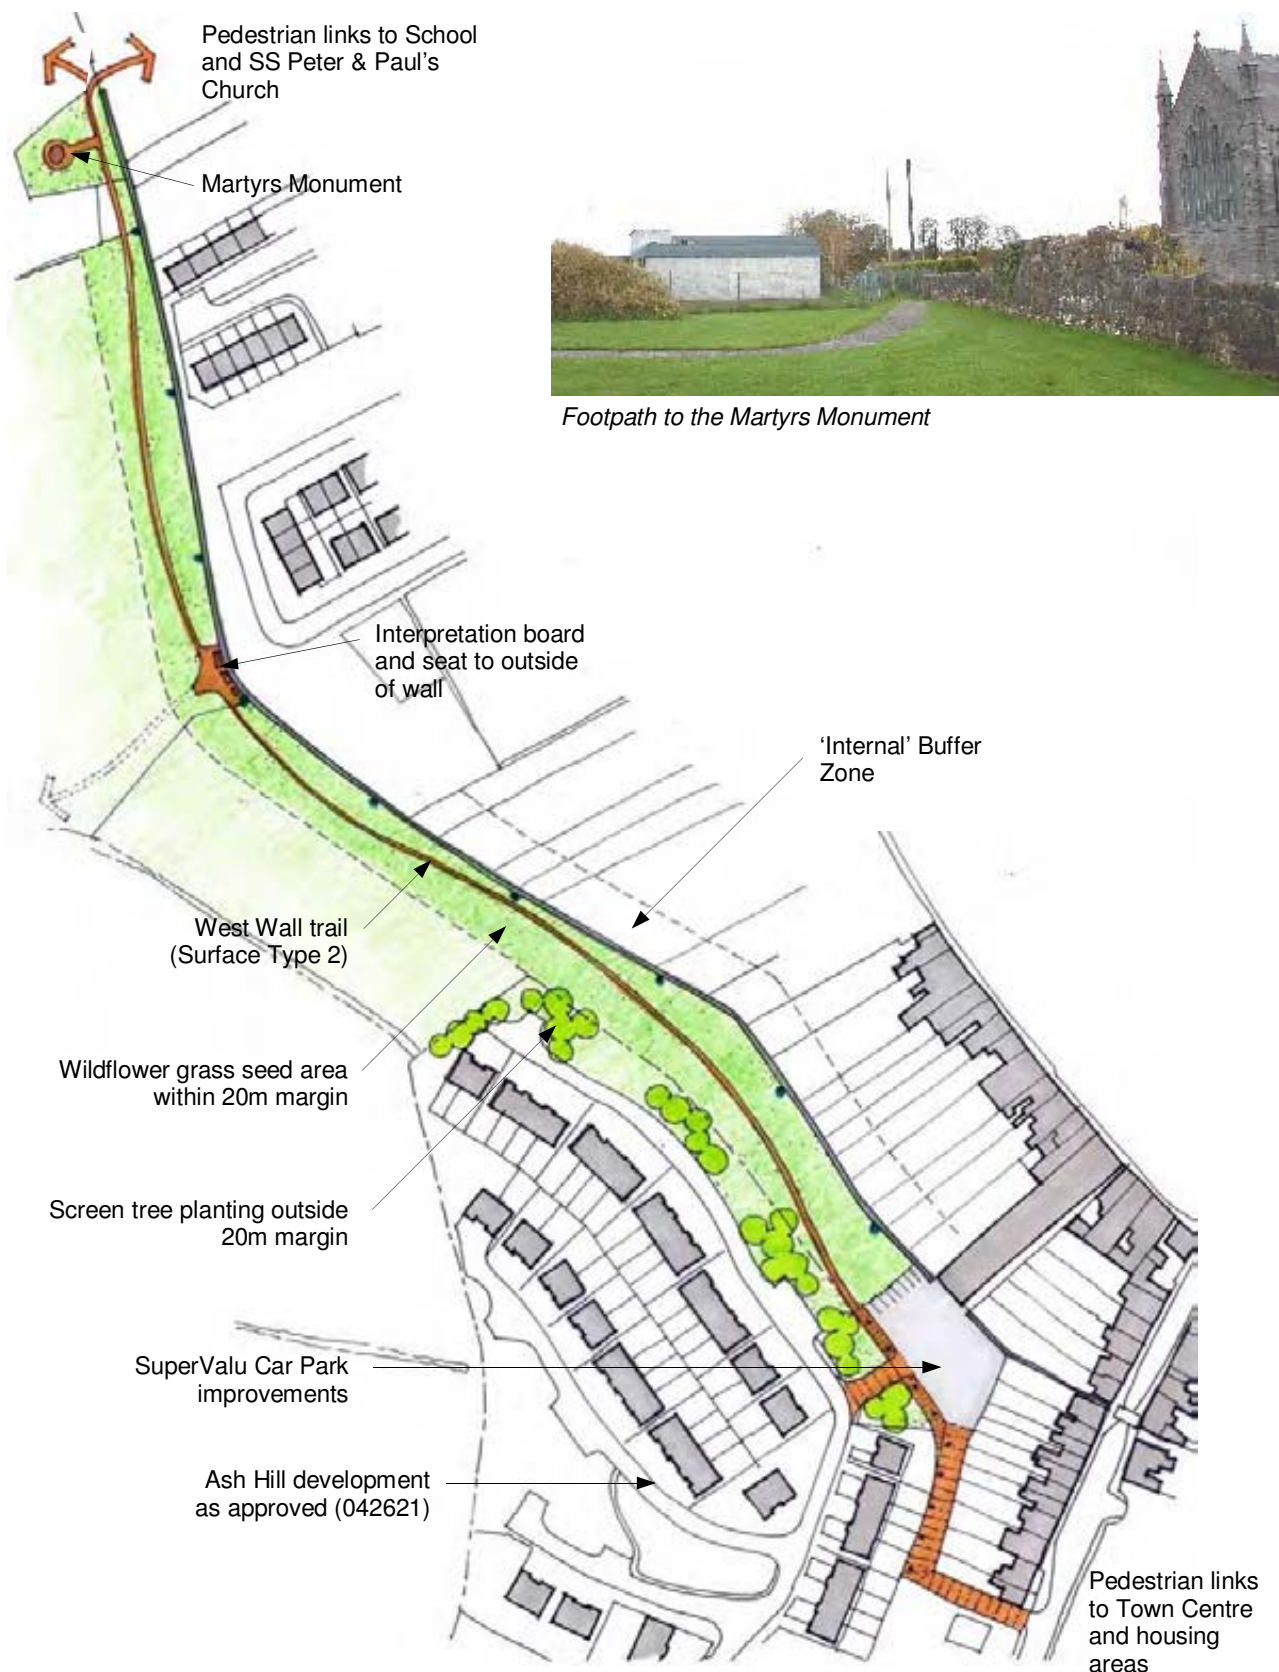 Pedestrian links to School
and SS Peter & Paul's
Church
Martyrs Monument
Footpath to the Martyrs Monument
Interpretation board
and seat to outside
of wall
‘Internal’ Buffer
Zone
West Wall trail
(Surface Type 2)
Wildflower grass seed area
within 20m margin
Screen tree planting outside
20m margin
SuperValu Car Park
improvements
Ash Hill development
as approved (042621)
Pedestrian links
to Town Centre
and housing
areas